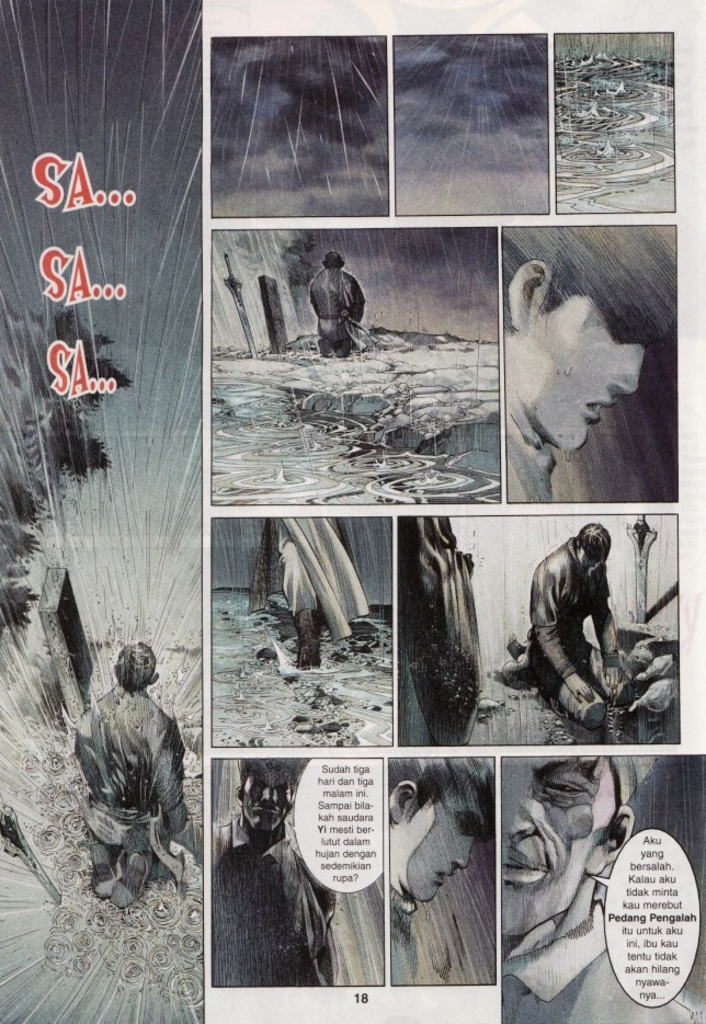 SA...
SA...
SA...
Sudah tiga
hari dan tiga
malam ini.
Sampai bila-
kah saudara
Yi mesti ber-
lutut dalam
hujan dengan
sedemikian
rupa?
Aku
yang
bersalah.
Kalau aku
tidak minta
kau merebut
Pedang Pengalah
itu untuk aku
ini, ibu kau
tentu tidak
akan hilang
nyawa-
nya...
18